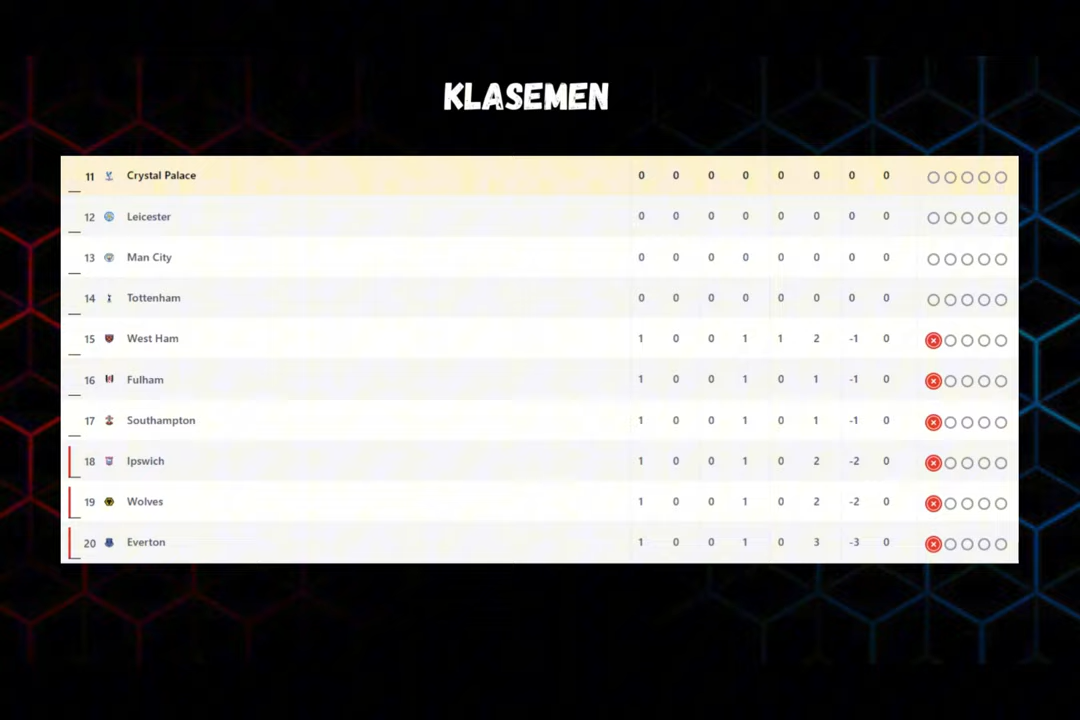 KLASEMEN
11 Crystal Palace 0 0 0 0 0 0 0 0
12 Leicester 0 0 0 0 0 0 0 0
13 Man City 0 0 0 0 0 0 0 0
14 Tottenham 0 0 0 0 0 0 0 0
15 West Ham 1 0 0 1 1 2 -1 0
16 Fulham 1 0 0 1 0 1 -1 0
17 Southampton 1 0 0 1 0 1 -1 0
18 Ipswich 1 0 0 1 0 2 -2 0
19 Wolves 1 0 0 1 0 2 -2 0
20 Everton 1 0 0 1 0 3 -3 0